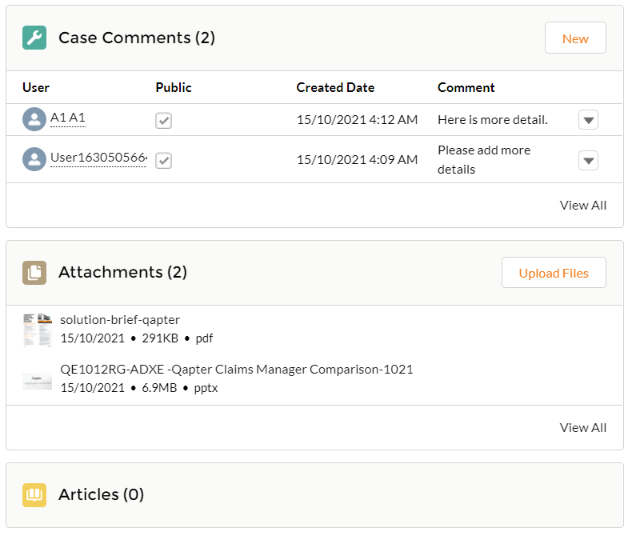 Case Comments (2)
New
User Public Created Date Comment
A1 A1 15/10/2021 4:12 AM Here is more detail.
User1630505664 15/10/2021 4:09 AM Please add more
details
View All
Attachments (2)
Upload Files
solution-brief-qapter
15/10/2021 • 291KB • pdf
QE1012RG-ADXE -Qapter Claims Manager Comparison-1021
15/10/2021 • 6.9MB • pptx
View All
Articles (0)